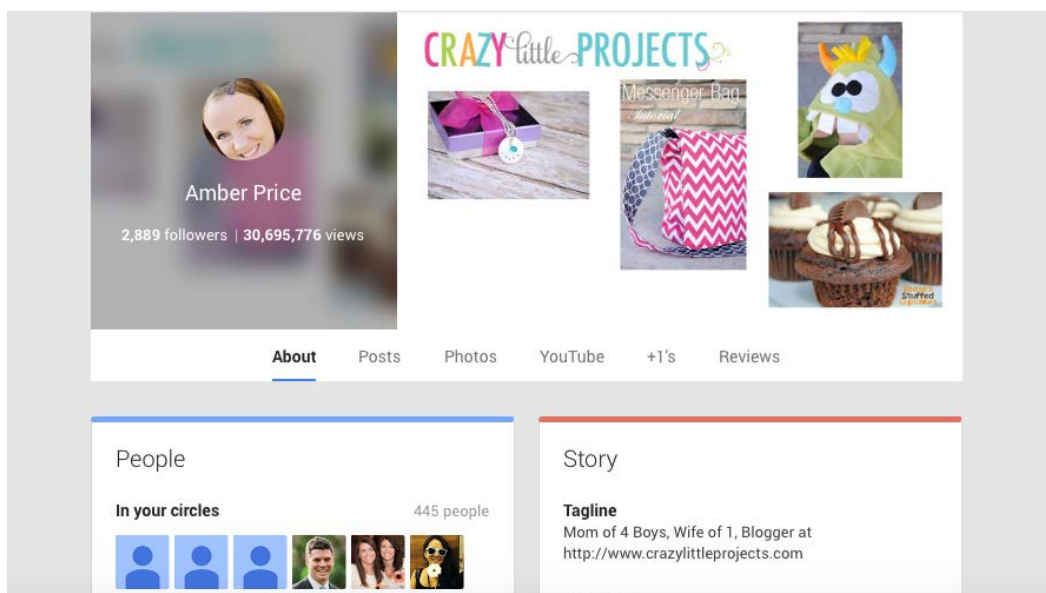 CRAZY little PROJECTS
Messenger Bag
Tutorial
Stuffed
Cupcakes
Amber Price
2,889 followers | 30,695,776 views
About Posts Photos YouTube +1's Reviews
People
In your circles 445 people
Story
Tagline
Mom of 4 Boys, Wife of 1, Blogger at
http://www.crazylittleprojects.com